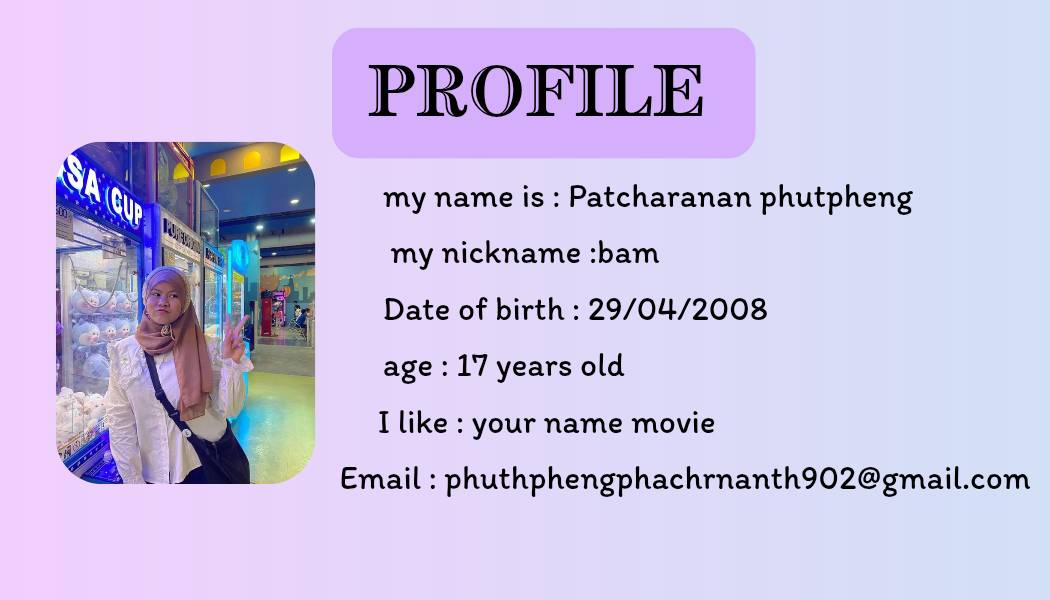 PROFILE
my name is : Patcharanan phutpheng
my nickname :bam
Date of birth : 29/04/2008
age : 17 years old
I like : your name movie
Email : phuthphengphachrnanth902@gmail.com
SA CUP